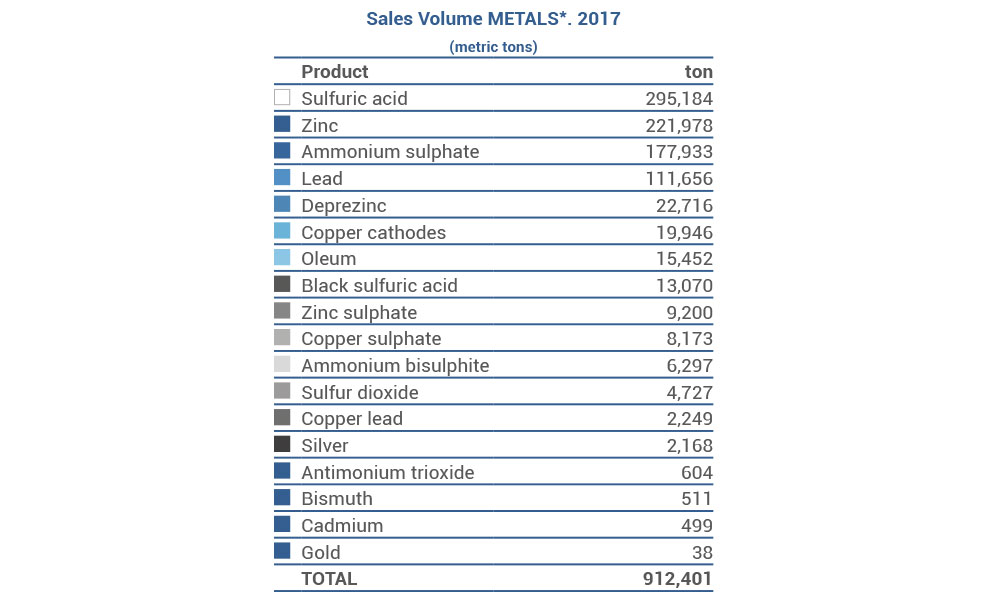 Sales Volume METALS*. 2017
(metric tons)
Product ton
Sulfuric acid 295,184
Zinc 221,978
Ammonium sulphate 177,933
Lead 111,656
Deprezinc 22,716
Copper cathodes 19,946
Oleum 15,452
Black sulfuric acid 13,070
Zinc sulphate 9,200
Copper sulphate 8,173
Ammonium bisulphite 6,297
Sulfur dioxide 4,727
Copper lead 2,249
Silver 2,168
Antimonium trioxide 604
Bismuth 511
Cadmium 499
Gold 38
TOTAL 912,401